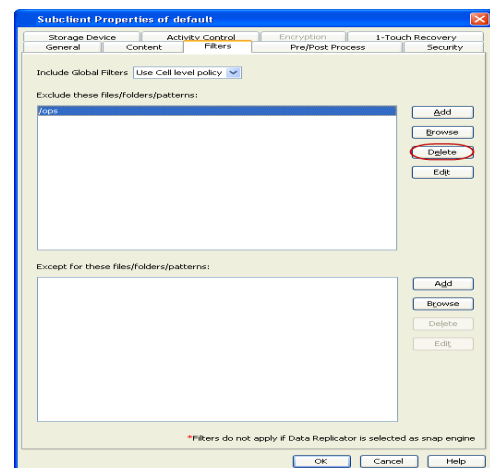 Subclient Properties of default
Storage Device Activity Control Encryption 1-Touch Recovery
General Content Filters Pre/Post Process Security
Include Global Filters Use Cell level policy
Exclude these files/folders/patterns:
/ops
Add
Browse
Delete
Edit
Except for these files/folders/patterns:
Add
Browse
Delete
Edit
*Filters do not apply if Data Replicator is selected as snap engine
OK Cancel Help